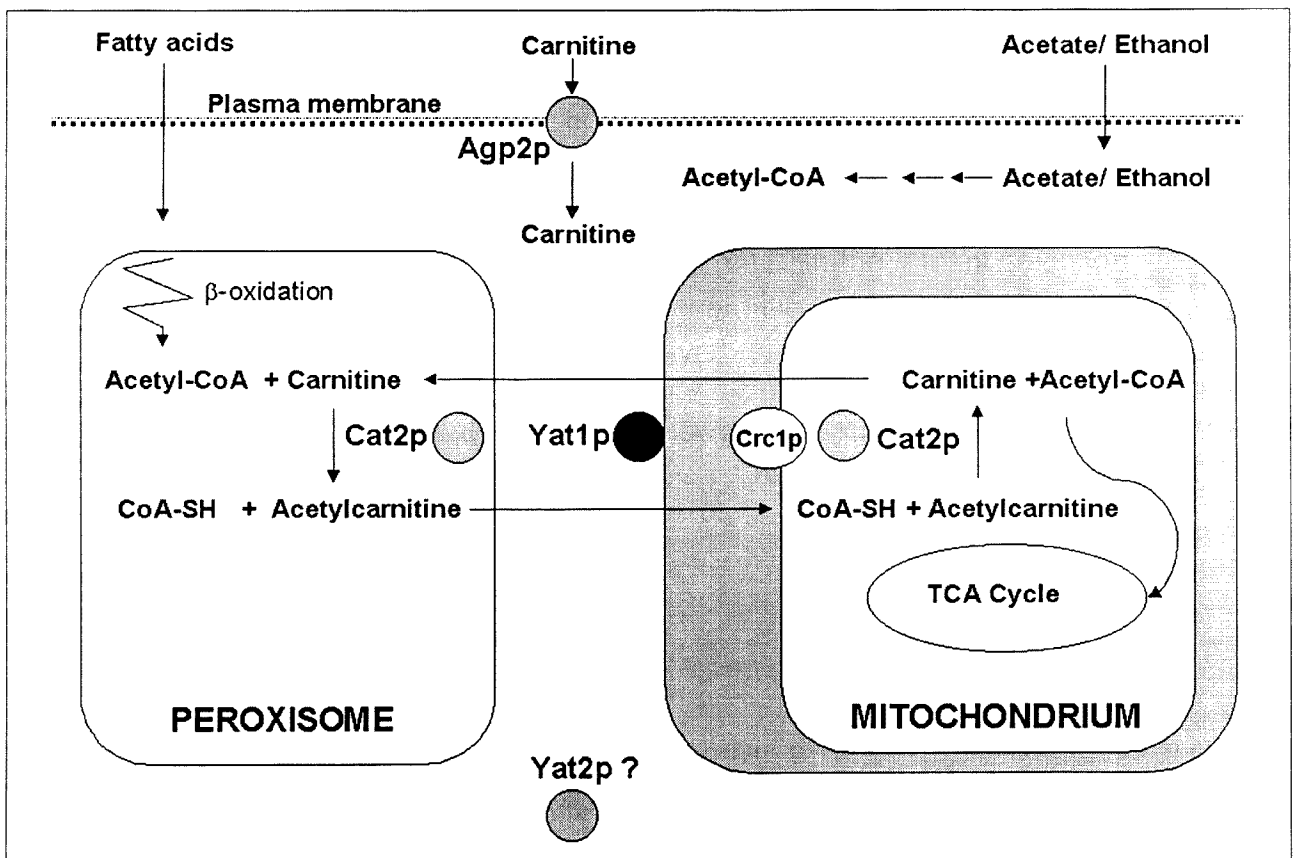 Fatty acids
Carnitine
Acetate/ Ethanol
Plasma membrane
Agp2p
Acetyl-CoA
Acetate/ Ethanol
Carnitine
β-oxidation
Acetyl-CoA + Carnitine
Carnitine +Acetyl-CoA
Cat2p
Yat1p
Crc1p
Cat2p
CoA-SH + Acetylcarnitine
CoA-SH + Acetylcarnitine
TCA Cycle
PEROXISOME
MITOCHONDRIUM
Yat2p ?